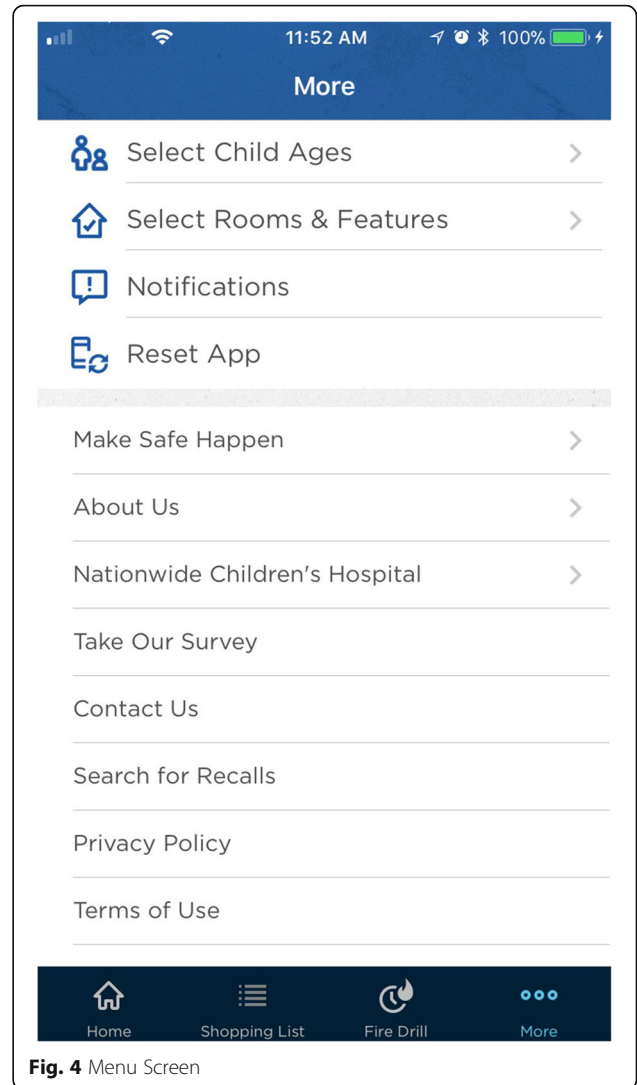 11:52 AM 100%
More
Select Child Ages
Select Rooms & Features
Notifications
Reset App
Make Safe Happen
About Us
Nationwide Children's Hospital
Take Our Survey
Contact Us
Search for Recalls
Privacy Policy
Terms of Use
Home Shopping List Fire Drill More
Fig. 4 Menu Screen